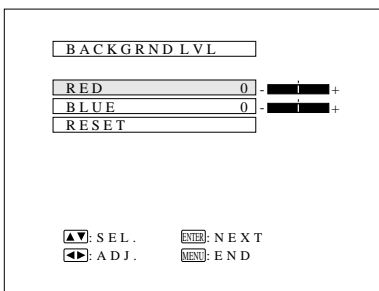 BACKGRND LVL
RED 0 - +
BLUE 0 - +
RESET
▲▼: SEL. ENTER: NEXT
◀▶: ADJ. MENU: END